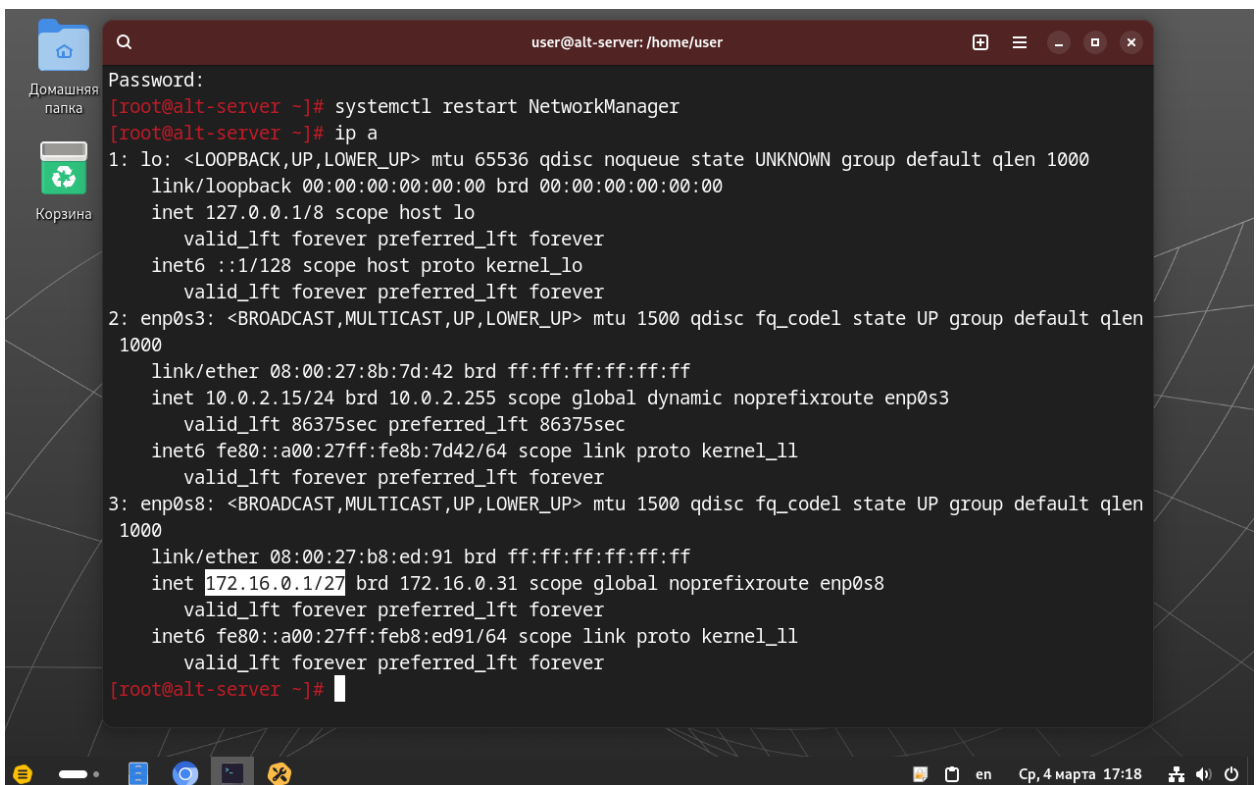 user@alt-server: /home/user
Домашняя
папка
Корзина
Password:
[root@alt-server ~]# systemctl restart NetworkManager
[root@alt-server ~]# ip a
1: lo: <LOOPBACK,UP,LOWER_UP> mtu 65536 qdisc noqueue state UNKNOWN group default qlen 1000
    link/loopback 00:00:00:00:00:00 brd 00:00:00:00:00:00
    inet 127.0.0.1/8 scope host lo
       valid_lft forever preferred_lft forever
    inet6 ::1/128 scope host proto kernel_lo
       valid_lft forever preferred_lft forever
2: enp0s3: <BROADCAST,MULTICAST,UP,LOWER_UP> mtu 1500 qdisc fq_codel state UP group default qlen
 1000
    link/ether 08:00:27:8b:7d:42 brd ff:ff:ff:ff:ff:ff
    inet 10.0.2.15/24 brd 10.0.2.255 scope global dynamic noprefixroute enp0s3
       valid_lft 86375sec preferred_lft 86375sec
    inet6 fe80::a00:27ff:fe8b:7d42/64 scope link proto kernel_ll
       valid_lft forever preferred_lft forever
3: enp0s8: <BROADCAST,MULTICAST,UP,LOWER_UP> mtu 1500 qdisc fq_codel state UP group default qlen
 1000
    link/ether 08:00:27:b8:ed:91 brd ff:ff:ff:ff:ff:ff
    inet 172.16.0.1/27 brd 172.16.0.31 scope global noprefixroute enp0s8
       valid_lft forever preferred_lft forever
    inet6 fe80::a00:27ff:feb8:ed91/64 scope link proto kernel_ll
       valid_lft forever preferred_lft forever
[root@alt-server ~]#
en Ср, 4 марта 17:18